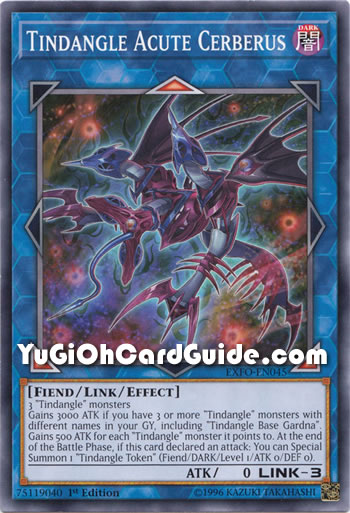 TINDANGLE ACUTE CERBERUS
DARK
闇
YuGiOhCardGuide.com
EXFO-EN045
[FIEND/LINK/EFFECT]
3 "Tindangle" monsters
Gains 3000 ATK if you have 3 or more "Tindangle" monsters with
different names in your GY, including "Tindangle Base Gardna".
Gains 500 ATK for each "Tindangle" monster it points to. At the end
of the Battle Phase, if this card declared an attack: You can Special
Summon 1 "Tindangle Token" (Fiend/DARK/Level 1/ATK 0/DEF 0).
ATK/ 0 LINK-3
75119040 1st Edition ©1996 KAZUKI TAKAHASHI